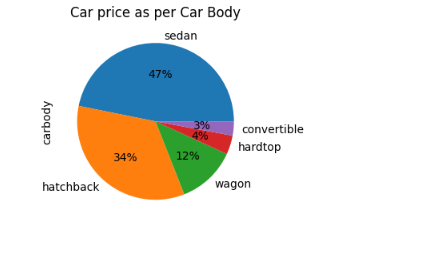 Car price as per Car Body
sedan
47%
carbody
3%
convertible
4%
hardtop
34%
12%
hatchback
wagon